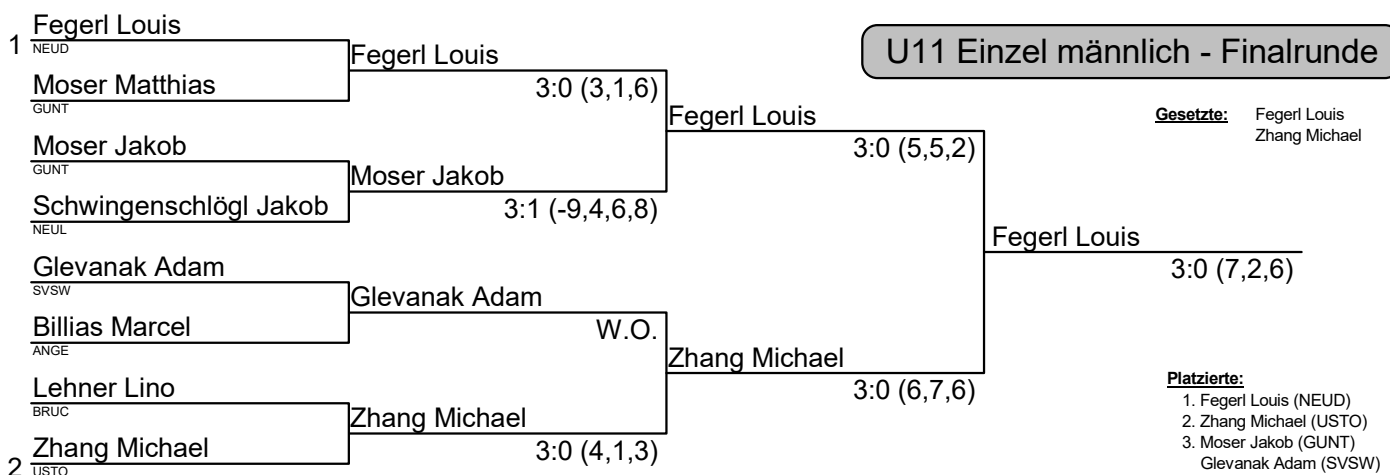 U11 Einzel männlich - Finalrunde
Gesetzte: Fegerl Louis
Zhang Michael
1 Fegerl Louis
NEUD
Moser Matthias
GUNT
Moser Jakob
GUNT
Schwingenschlögl Jakob
NEUL
Glevanak Adam
SVSW
Billias Marcel
ANGE
Lehner Lino
BRUC
2 Zhang Michael
USTO
Fegerl Louis
3:0 (3,1,6)
Moser Jakob
3:1 (-9,4,6,8)
Glevanak Adam
W.O.
Zhang Michael
3:0 (4,1,3)
Fegerl Louis
3:0 (5,5,2)
Zhang Michael
3:0 (6,7,6)
Fegerl Louis
3:0 (7,2,6)
Platzierte:
1. Fegerl Louis (NEUD)
2. Zhang Michael (USTO)
3. Moser Jakob (GUNT)
Glevanak Adam (SVSW)